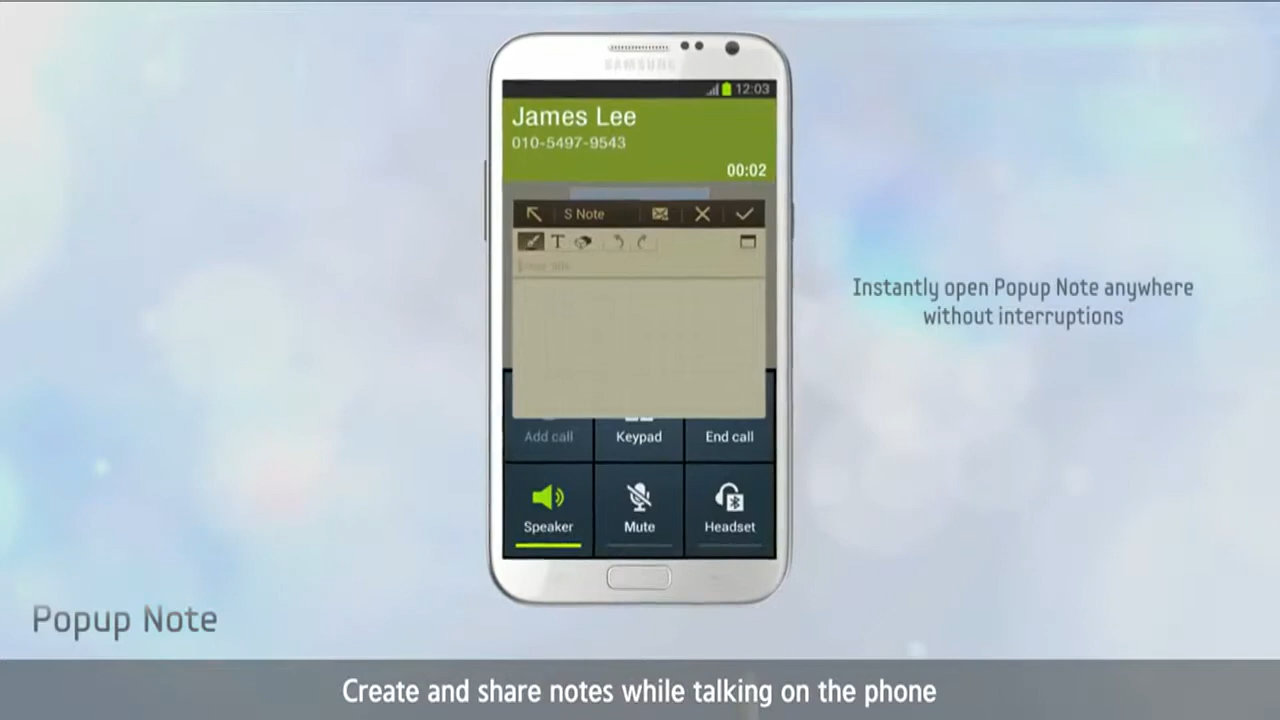 SAMSUNG
12:03
James Lee
010-5497-9543
00:02
S Note
T
Instantly open Popup Note anywhere
without interruptions
Add call
Keypad
End call
Speaker
Mute
Headset
Popup Note
Create and share notes while talking on the phone